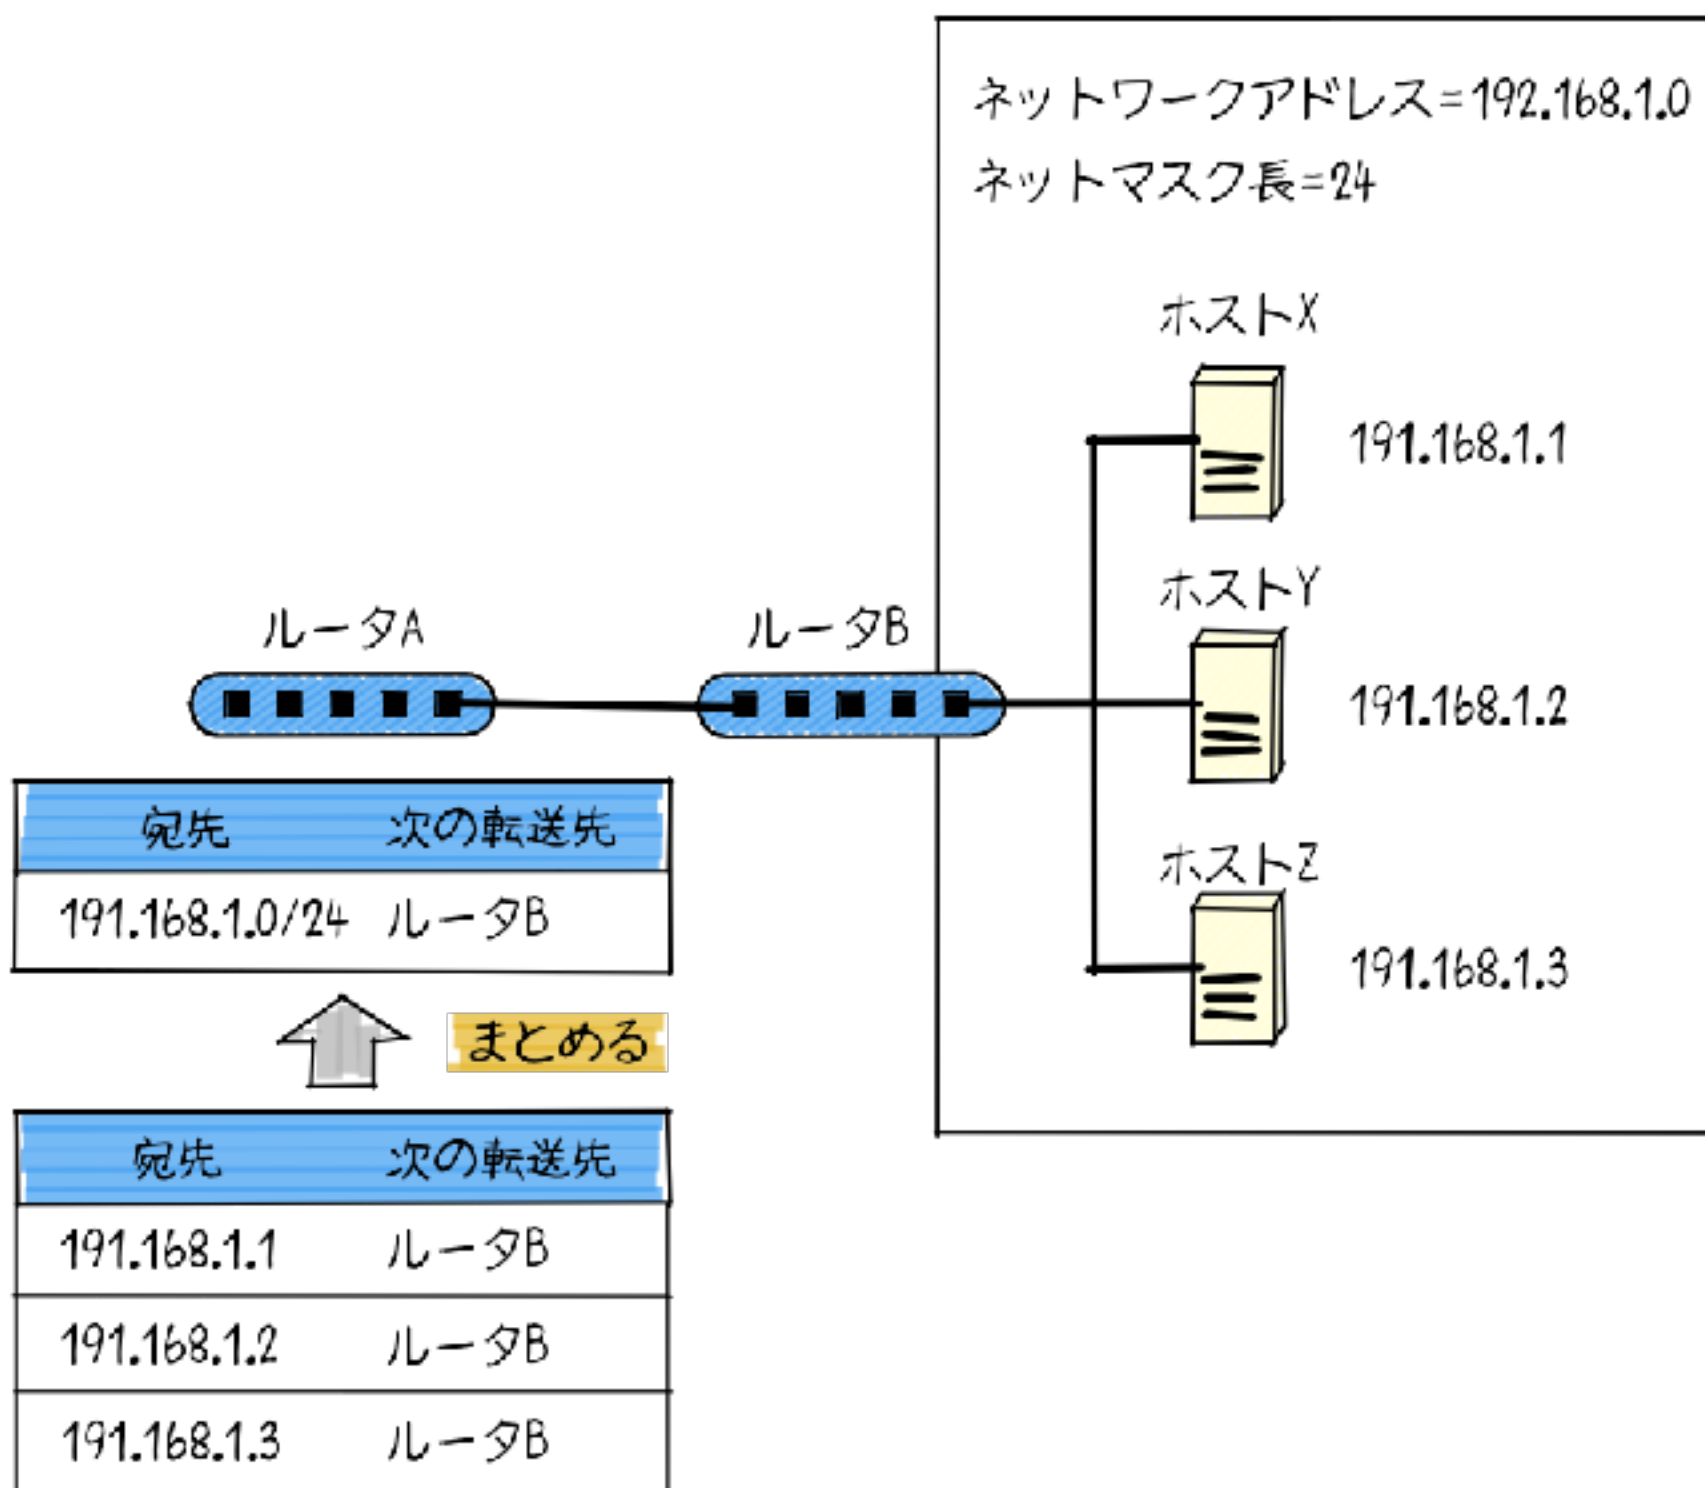 ネットワークアドレス=192.168.1.0
ネットマスク長=24
ホストX
191.168.1.1
ホストY
191.168.1.2
ホストZ
191.168.1.3
ルータA
ルータB
宛先 次の転送先
191.168.1.0/24 ルータB
まとめる
宛先 次の転送先
191.168.1.1 ルータB
191.168.1.2 ルータB
191.168.1.3 ルータB